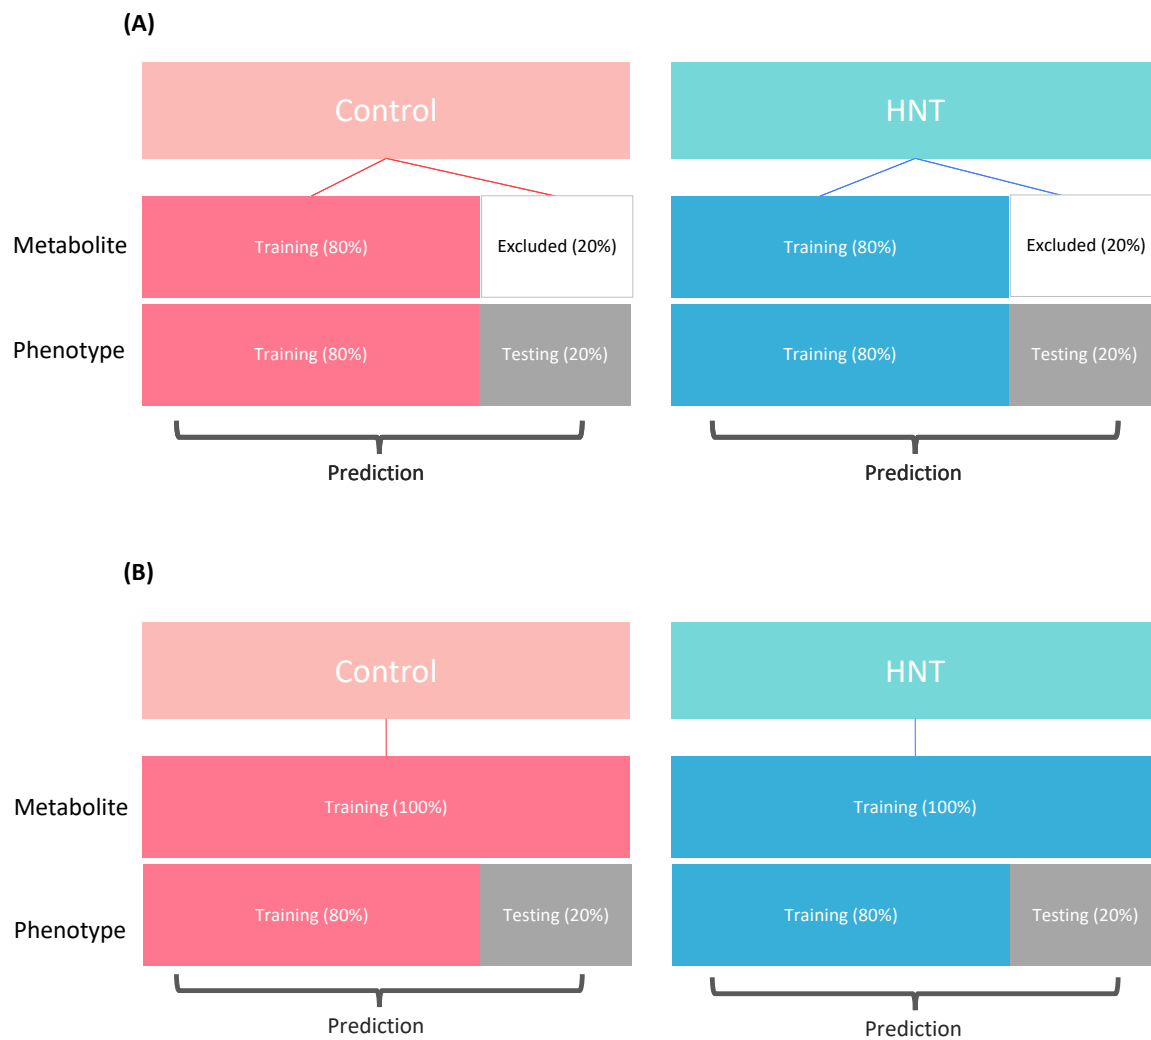 (A)
Control
HNT
Metabolite
Training (80%)
Excluded (20%)
Training (80%)
Excluded (20%)
Phenotype
Training (80%)
Testing (20%)
Training (80%)
Testing (20%)
Prediction
Prediction
(B)
Control
HNT
Metabolite
Training (100%)
Training (100%)
Phenotype
Training (80%)
Testing (20%)
Training (80%)
Testing (20%)
Prediction
Prediction